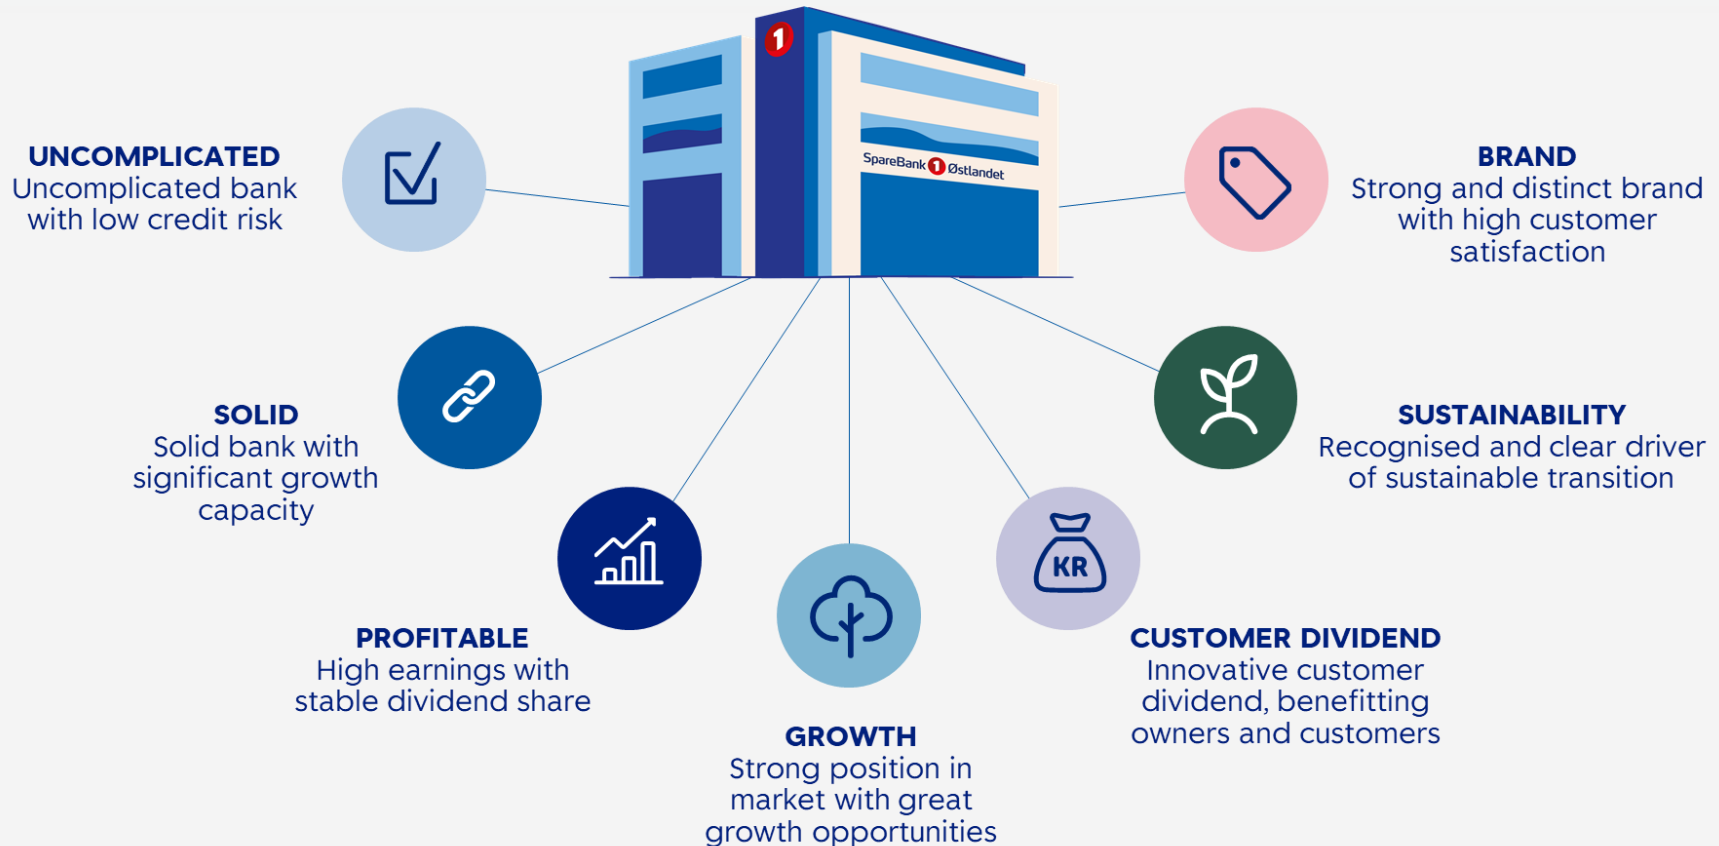 1
SpareBank 1 Østlandet
UNCOMPLICATED
Uncomplicated bank
with low credit risk
SOLID
Solid bank with
significant growth
capacity
PROFITABLE
High earnings with
stable dividend share
GROWTH
Strong position in
market with great
growth opportunities
KR
CUSTOMER DIVIDEND
Innovative customer
dividend, benefitting
owners and customers
SUSTAINABILITY
Recognised and clear driver
of sustainable transition
BRAND
Strong and distinct brand
with high customer
satisfaction